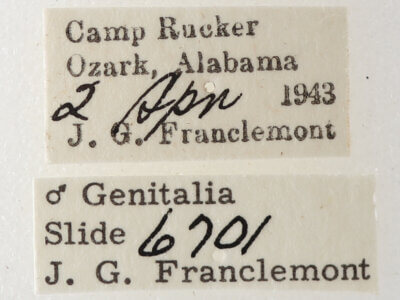 Camp Rucker
Ozark, Alabama
2 Apr 1943
J. G. Franclemont
♂ Genitalia
Slide 6701
J. G. Franclemont